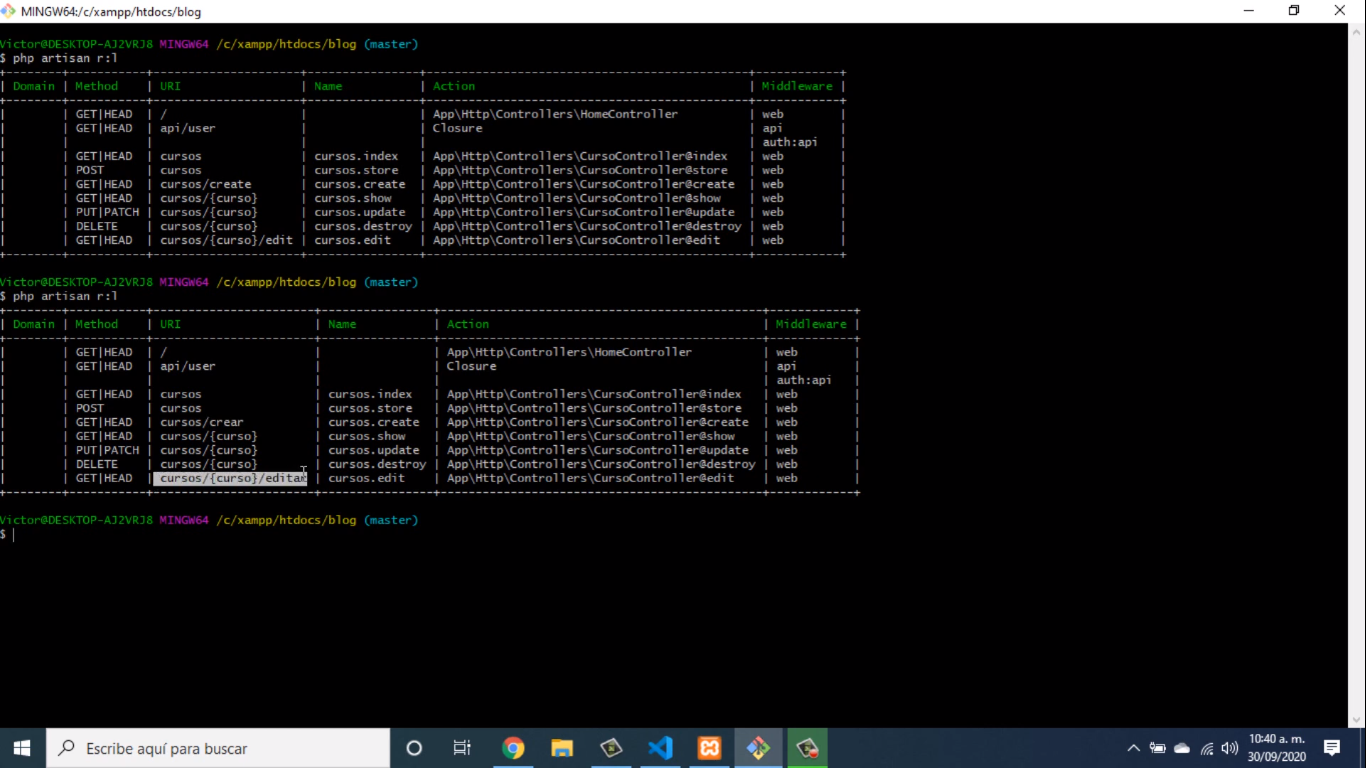 MINGW64:/c/xampp/htdocs/blog
Victor@DESKTOP-AJ2VRJ8 MINGW64 /c/xampp/htdocs/blog (master)
$ php artisan r:l
| Domain | Method | URI | Name | Action | Middleware |
| | GET|HEAD | / | | App\Http\Controllers\HomeController | web |
| | GET|HEAD | api/user | | Closure | api |
| | | | | | auth:api |
| | GET|HEAD | cursos | cursos.index | App\Http\Controllers\CursoController@index | web |
| | POST | cursos | cursos.store | App\Http\Controllers\CursoController@store | web |
| | GET|HEAD | cursos/create | cursos.create | App\Http\Controllers\CursoController@create | web |
| | GET|HEAD | cursos/{curso} | cursos.show | App\Http\Controllers\CursoController@show | web |
| | PUT|PATCH | cursos/{curso} | cursos.update | App\Http\Controllers\CursoController@update | web |
| | DELETE | cursos/{curso} | cursos.destroy | App\Http\Controllers\CursoController@destroy | web |
| | GET|HEAD | cursos/{curso}/edit | cursos.edit | App\Http\Controllers\CursoController@edit | web |
Victor@DESKTOP-AJ2VRJ8 MINGW64 /c/xampp/htdocs/blog (master)
$ php artisan r:l
| Domain | Method | URI | Name | Action | Middleware |
| | GET|HEAD | / | | App\Http\Controllers\HomeController | web |
| | GET|HEAD | api/user | | Closure | api |
| | | | | | auth:api |
| | GET|HEAD | cursos | cursos.index | App\Http\Controllers\CursoController@index | web |
| | POST | cursos | cursos.store | App\Http\Controllers\CursoController@store | web |
| | GET|HEAD | cursos/crear | cursos.create | App\Http\Controllers\CursoController@create | web |
| | GET|HEAD | cursos/{curso} | cursos.show | App\Http\Controllers\CursoController@show | web |
| | PUT|PATCH | cursos/{curso} | cursos.update | App\Http\Controllers\CursoController@update | web |
| | DELETE | cursos/{curso} | cursos.destroy | App\Http\Controllers\CursoController@destroy | web |
| | GET|HEAD | cursos/{curso}/editar | cursos.edit | App\Http\Controllers\CursoController@edit | web |
Victor@DESKTOP-AJ2VRJ8 MINGW64 /c/xampp/htdocs/blog (master)
$
Escribe aquí para buscar
10:40 a. m.
30/09/2020